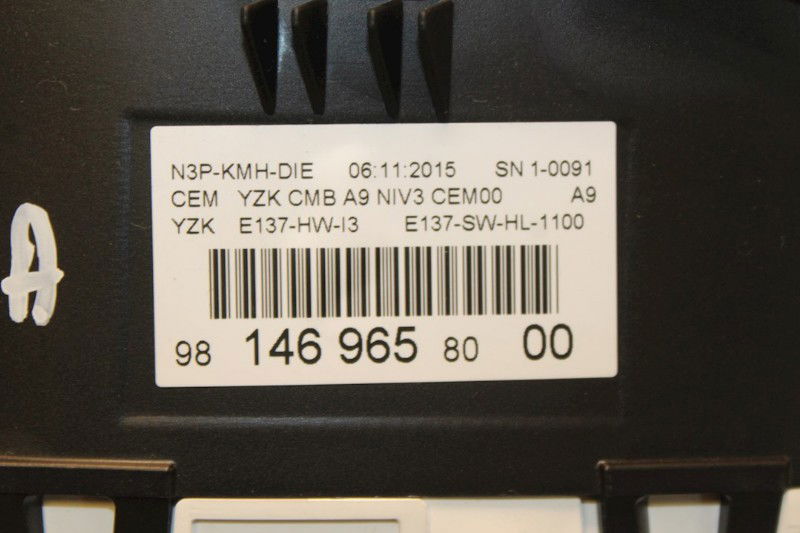 N3P-KMH-DIE 06:11:2015 SN 1-0091
CEM YZK CMB A9 NIV3 CEM00 A9
YZK E137-HW-I3 E137-SW-HL-1100
98 146 965 80 00
A